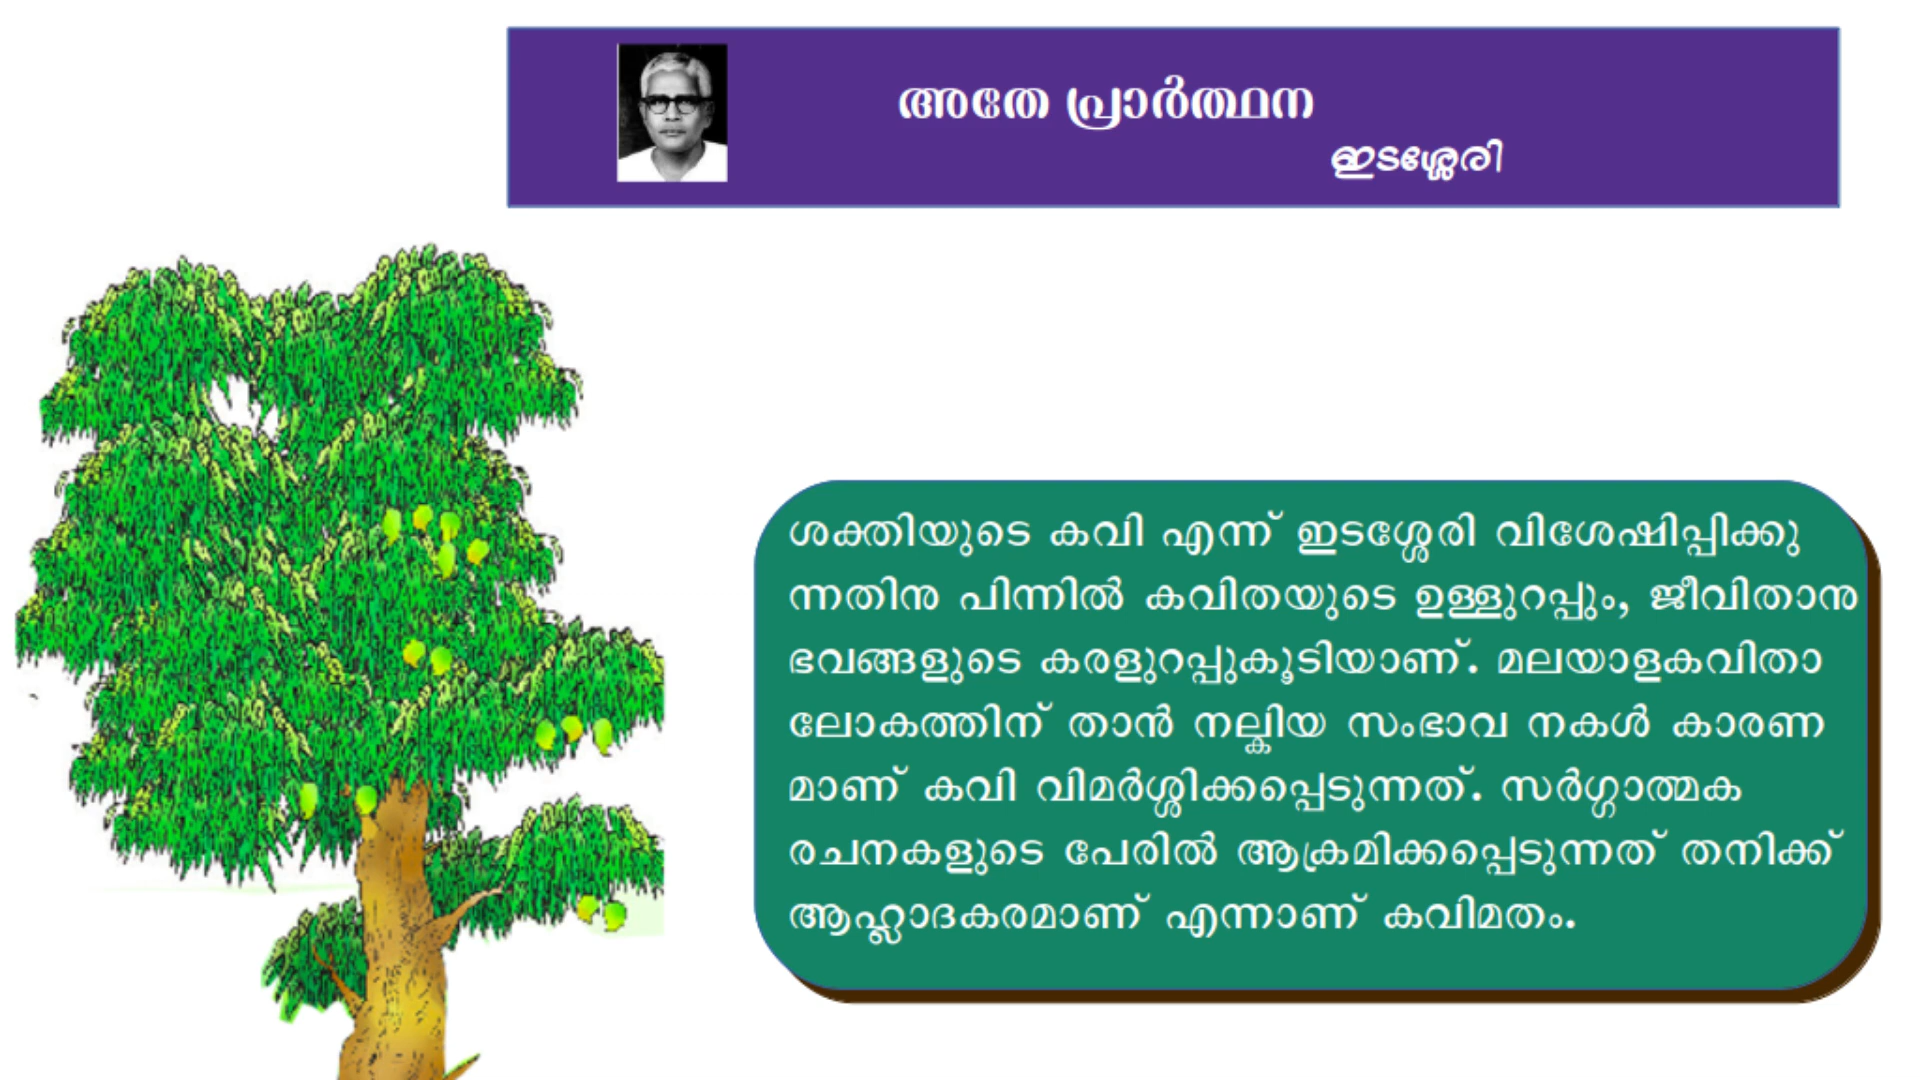 അതേ പ്രാർത്ഥന
ഇടശ്ശേരി
ശക്തിയുടെ കവി എന്ന് ഇടശ്ശേരി വിശേഷിപ്പിക്കു
ന്നതിനു പിന്നിൽ കവിതയുടെ ഉള്ളുറപ്പും, ജീവിതാനു
ഭവങ്ങളുടെ കരളുറപ്പുകൂടിയാണ്. മലയാളകവിതാ
ലോകത്തിന് താൻ നല്കിയ സംഭാവ നകൾ കാരണ
മാണ് കവി വിമർശ്ശിക്കപ്പെടുന്നത്. സർഗ്ഗാത്മക
രചനകളുടെ പേരിൽ ആക്രമിക്കപ്പെടുന്നത് തനിക്ക്
ആഹ്ലാദകരമാണ് എന്നാണ് കവിമതം.